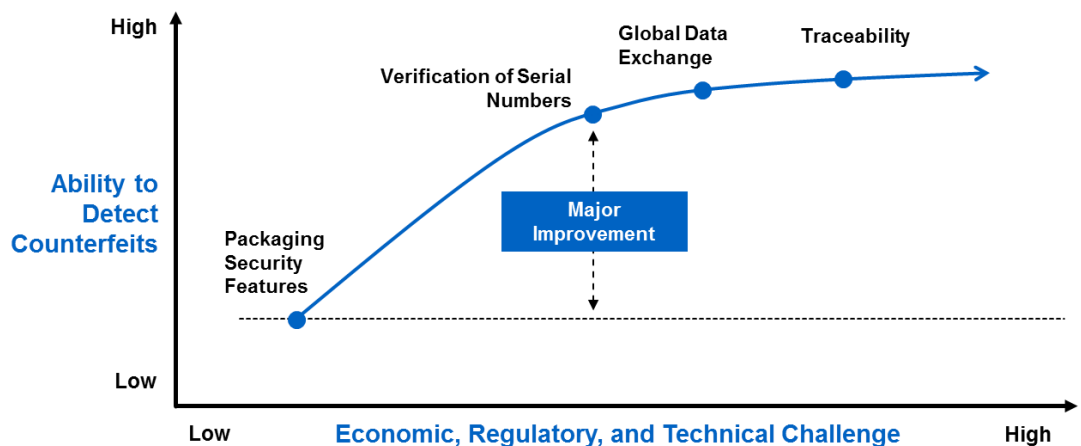 High
Global Data
Exchange
Traceability
Verification of Serial
Numbers
Ability to
Detect
Counterfeits
Major
Improvement
Packaging
Security
Features
Low
Low
Economic, Regulatory, and Technical Challenge
High